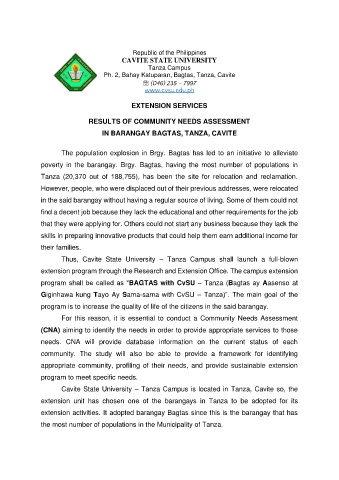 Republic of the Philippines
CAVITE STATE UNIVERSITY
Tanza Campus
Ph. 2, Bahay Katuparan, Bagtas, Tanza, Cavite
☏ (046) 235 – 7997
www.cvsu.edu.ph
EXTENSION SERVICES
RESULTS OF COMMUNITY NEEDS ASSESSMENT
IN BARANGAY BAGTAS, TANZA, CAVITE
The population explosion in Brgy. Bagtas has led to an initiative to alleviate
poverty in the barangay. Brgy. Bagtas, having the most number of populations in
Tanza (20,370 out of 188,755), has been the site for relocation and reclamation.
However, people, who were displaced out of their previous addresses, were relocated
in the said barangay without having a regular source of living. Some of them could not
find a decent job because they lack the educational and other requirements for the job
that they were applying for. Others could not start any business because they lack the
skills in preparing innovative products that could help them earn additional income for
their families.
Thus, Cavite State University – Tanza Campus shall launch a full-blown
extension program through the Research and Extension Office. The campus extension
program shall be called as “BAGTAS with CvSU – Tanza (Bagtas ay Aasenso at
Giginhawa kung Tayo Ay Sama-sama with CvSU – Tanza)”. The main goal of the
program is to increase the quality of life of the citizens in the said barangay.
For this reason, it is essential to conduct a Community Needs Assessment
(CNA) aiming to identify the needs in order to provide appropriate services to those
needs. CNA will provide database information on the current status of each
community. The study will also be able to provide a framework for identifying
appropriate community, profiling of their needs, and provide sustainable extension
program to meet specific needs.
Cavite State University – Tanza Campus is located in Tanza, Cavite so, the
extension unit has chosen one of the barangays in Tanza to be adopted for its
extension activities. It adopted barangay Bagtas since this is the barangay that has
the most number of populations in the Municipality of Tanza.